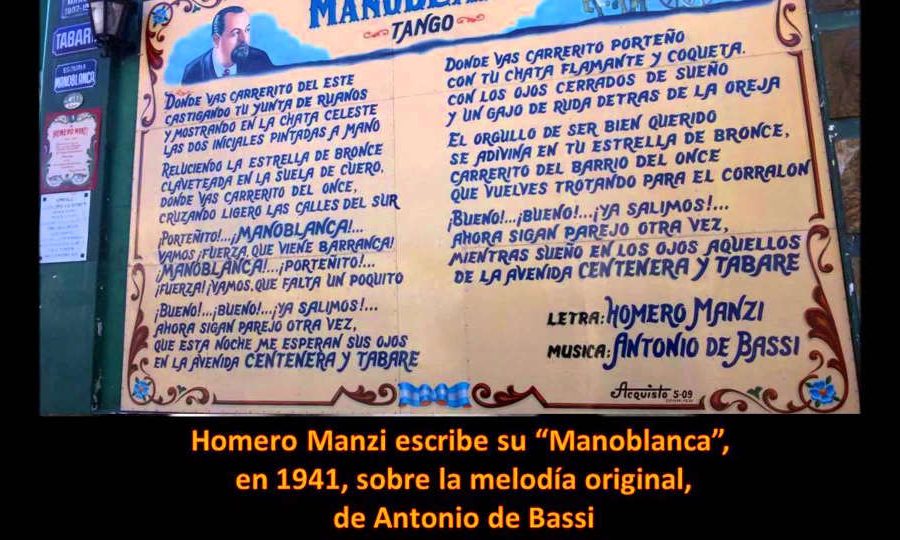 MANOBLA
TANGO
TABAR
ESQUINA
MANOBLANCA
HOMERO MANZI
DONDE VAS CARRERITO DEL ESTE
CASTIGANDO TU YUNTA DE RUANOS
Y MOSTRANDO EN LA CHATA CELESTE
LAS DOS INICIALES PINTADAS A MANO
RELUCIENDO LA ESTRELLA DE BRONCE
CLAVETEADA EN LA SUELA DE CUERO,
DONDE VAS CARRERITO DEL ONCE,
CRUZANDO LIGERO LAS CALLES DEL SUR
¡PORTEÑITO!...¡MANOBLANCA!...
VAMOS ¡FUERZA, QUE VIENE BARRANCA!
¡MANOBLANCA!...¡PORTEÑITO!...
¡FUERZA! ¡VAMOS, QUE FALTA UN POQUITO
¡BUENO!...¡BUENO!...¡YA SALIMOS!...
AHORA SIGAN PAREJO OTRA VEZ,
QUE ESTA NOCHE ME ESPERAN SUS OJOS
EN LA AVENIDA CENTENERA Y TABARE
DONDE VAS CARRERITO PORTEÑO
CON TU CHATA FLAMANTE Y COQUETA.
CON LOS OJOS CERRADOS DE SUEÑO
Y UN GAJO DE RUDA DETRAS DE LA OREJA
EL ORGULLO DE SER BIEN QUERIDO
SE ADIVINA EN TU ESTRELLA DE BRONCE,
CARRERITO DEL BARRIO DEL ONCE
QUE VUELVES TROTANDO PARA EL CORRALON
¡BUENO!...¡BUENO!...¡YA SALIMOS!...
AHORA SIGAN PAREJO OTRA VEZ,
MIENTRAS SUEÑO EN LOS OJOS AQUELLOS
DE LA AVENIDA CENTENERA Y TABARE
LETRA: HOMERO MANZI
MUSICA: ANTONIO DE BASSI
Acquisto 5-09
Homero Manzi escribe su “Manoblanca”,
en 1941, sobre la melodía original,
de Antonio de Bassi